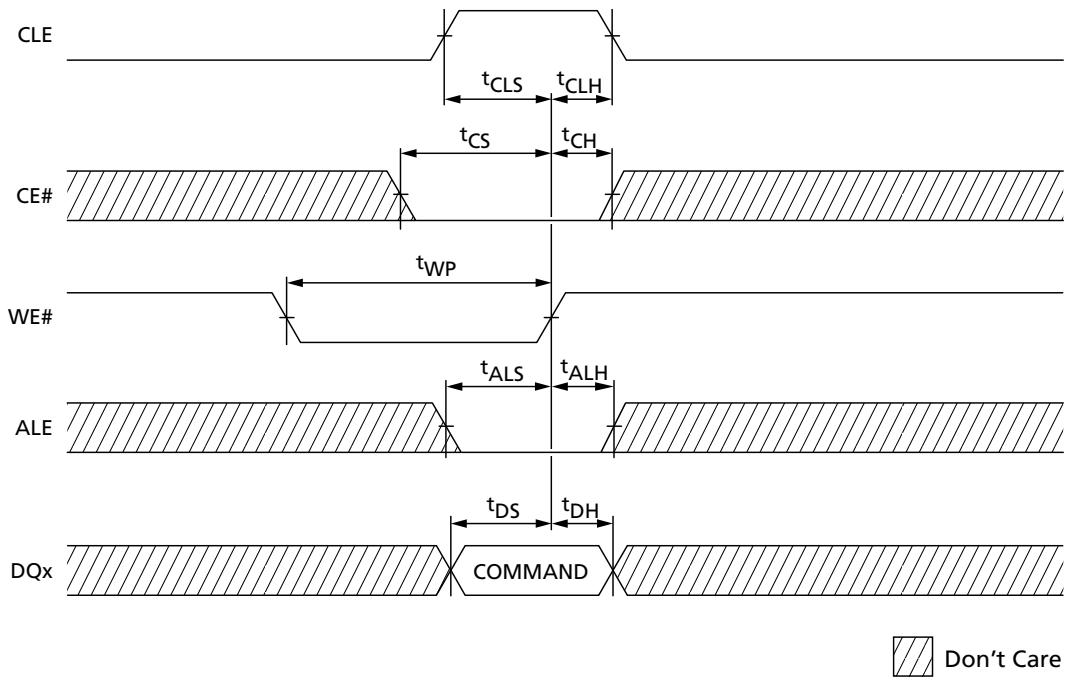 CLE
tCLS tCLH
tCS tCH
CE#
tWP
WE#
tALS tALH
ALE
tDS tDH
DQx COMMAND
Don't Care